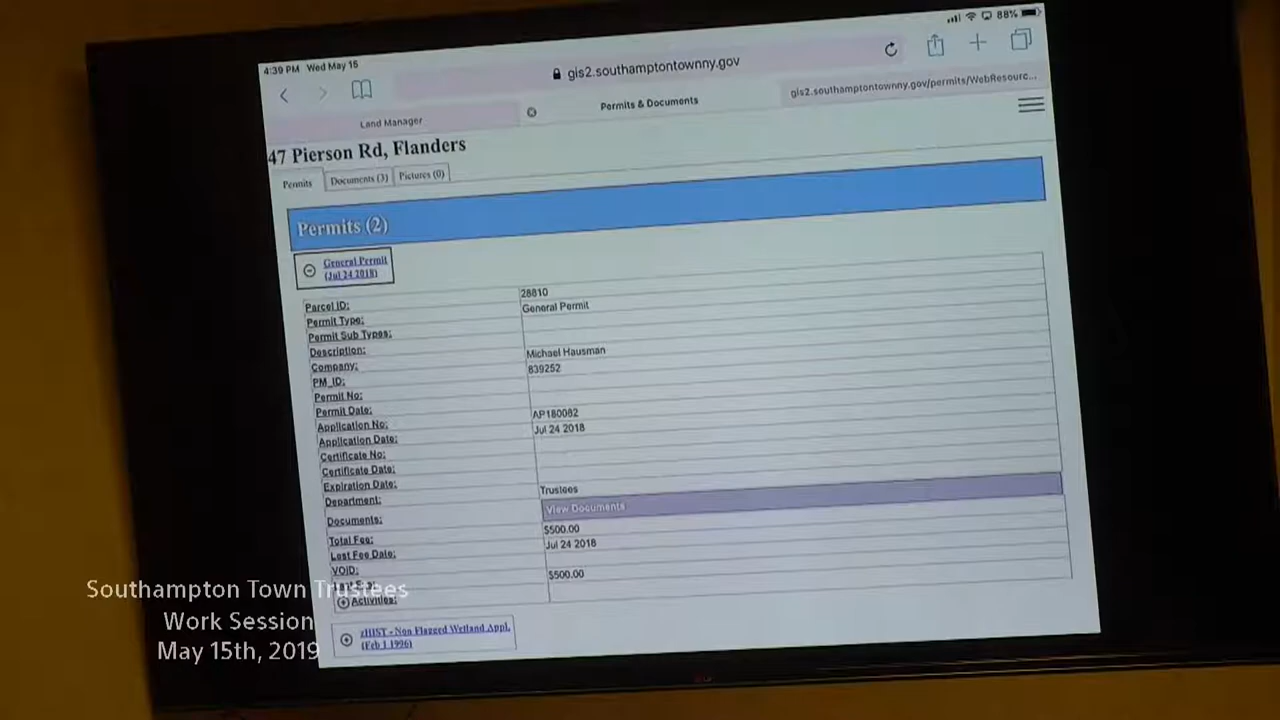 4:39 PM Wed May 15
88%
gis2.southamptontownny.gov
Land Manager
Permits & Documents
gis2.southamptontownny.gov/permits/WebResourc...
47 Pierson Rd, Flanders
Permits Documents (3) Pictures (0)
Permits (2)
General Permit
(Jul 24 2018)
Parcel ID: 28810
Permit Type: General Permit
Permit Sub Types:
Description:
Company: Michael Hausman
PM_ID: 839252
Permit No:
Permit Date:
Application No: AP180082
Application Date: Jul 24 2018
Certificate No:
Certificate Date:
Expiration Date:
Department: Trustees
Documents: View Documents
Total Fee: $500.00
Last Fee Date: Jul 24 2018
VOID:
$500.00
Activities:
zHIST - Non Flagged Wetland Appl.
(Feb 1 1996)
Southampton Town Trustees
Work Session
May 15th, 2019